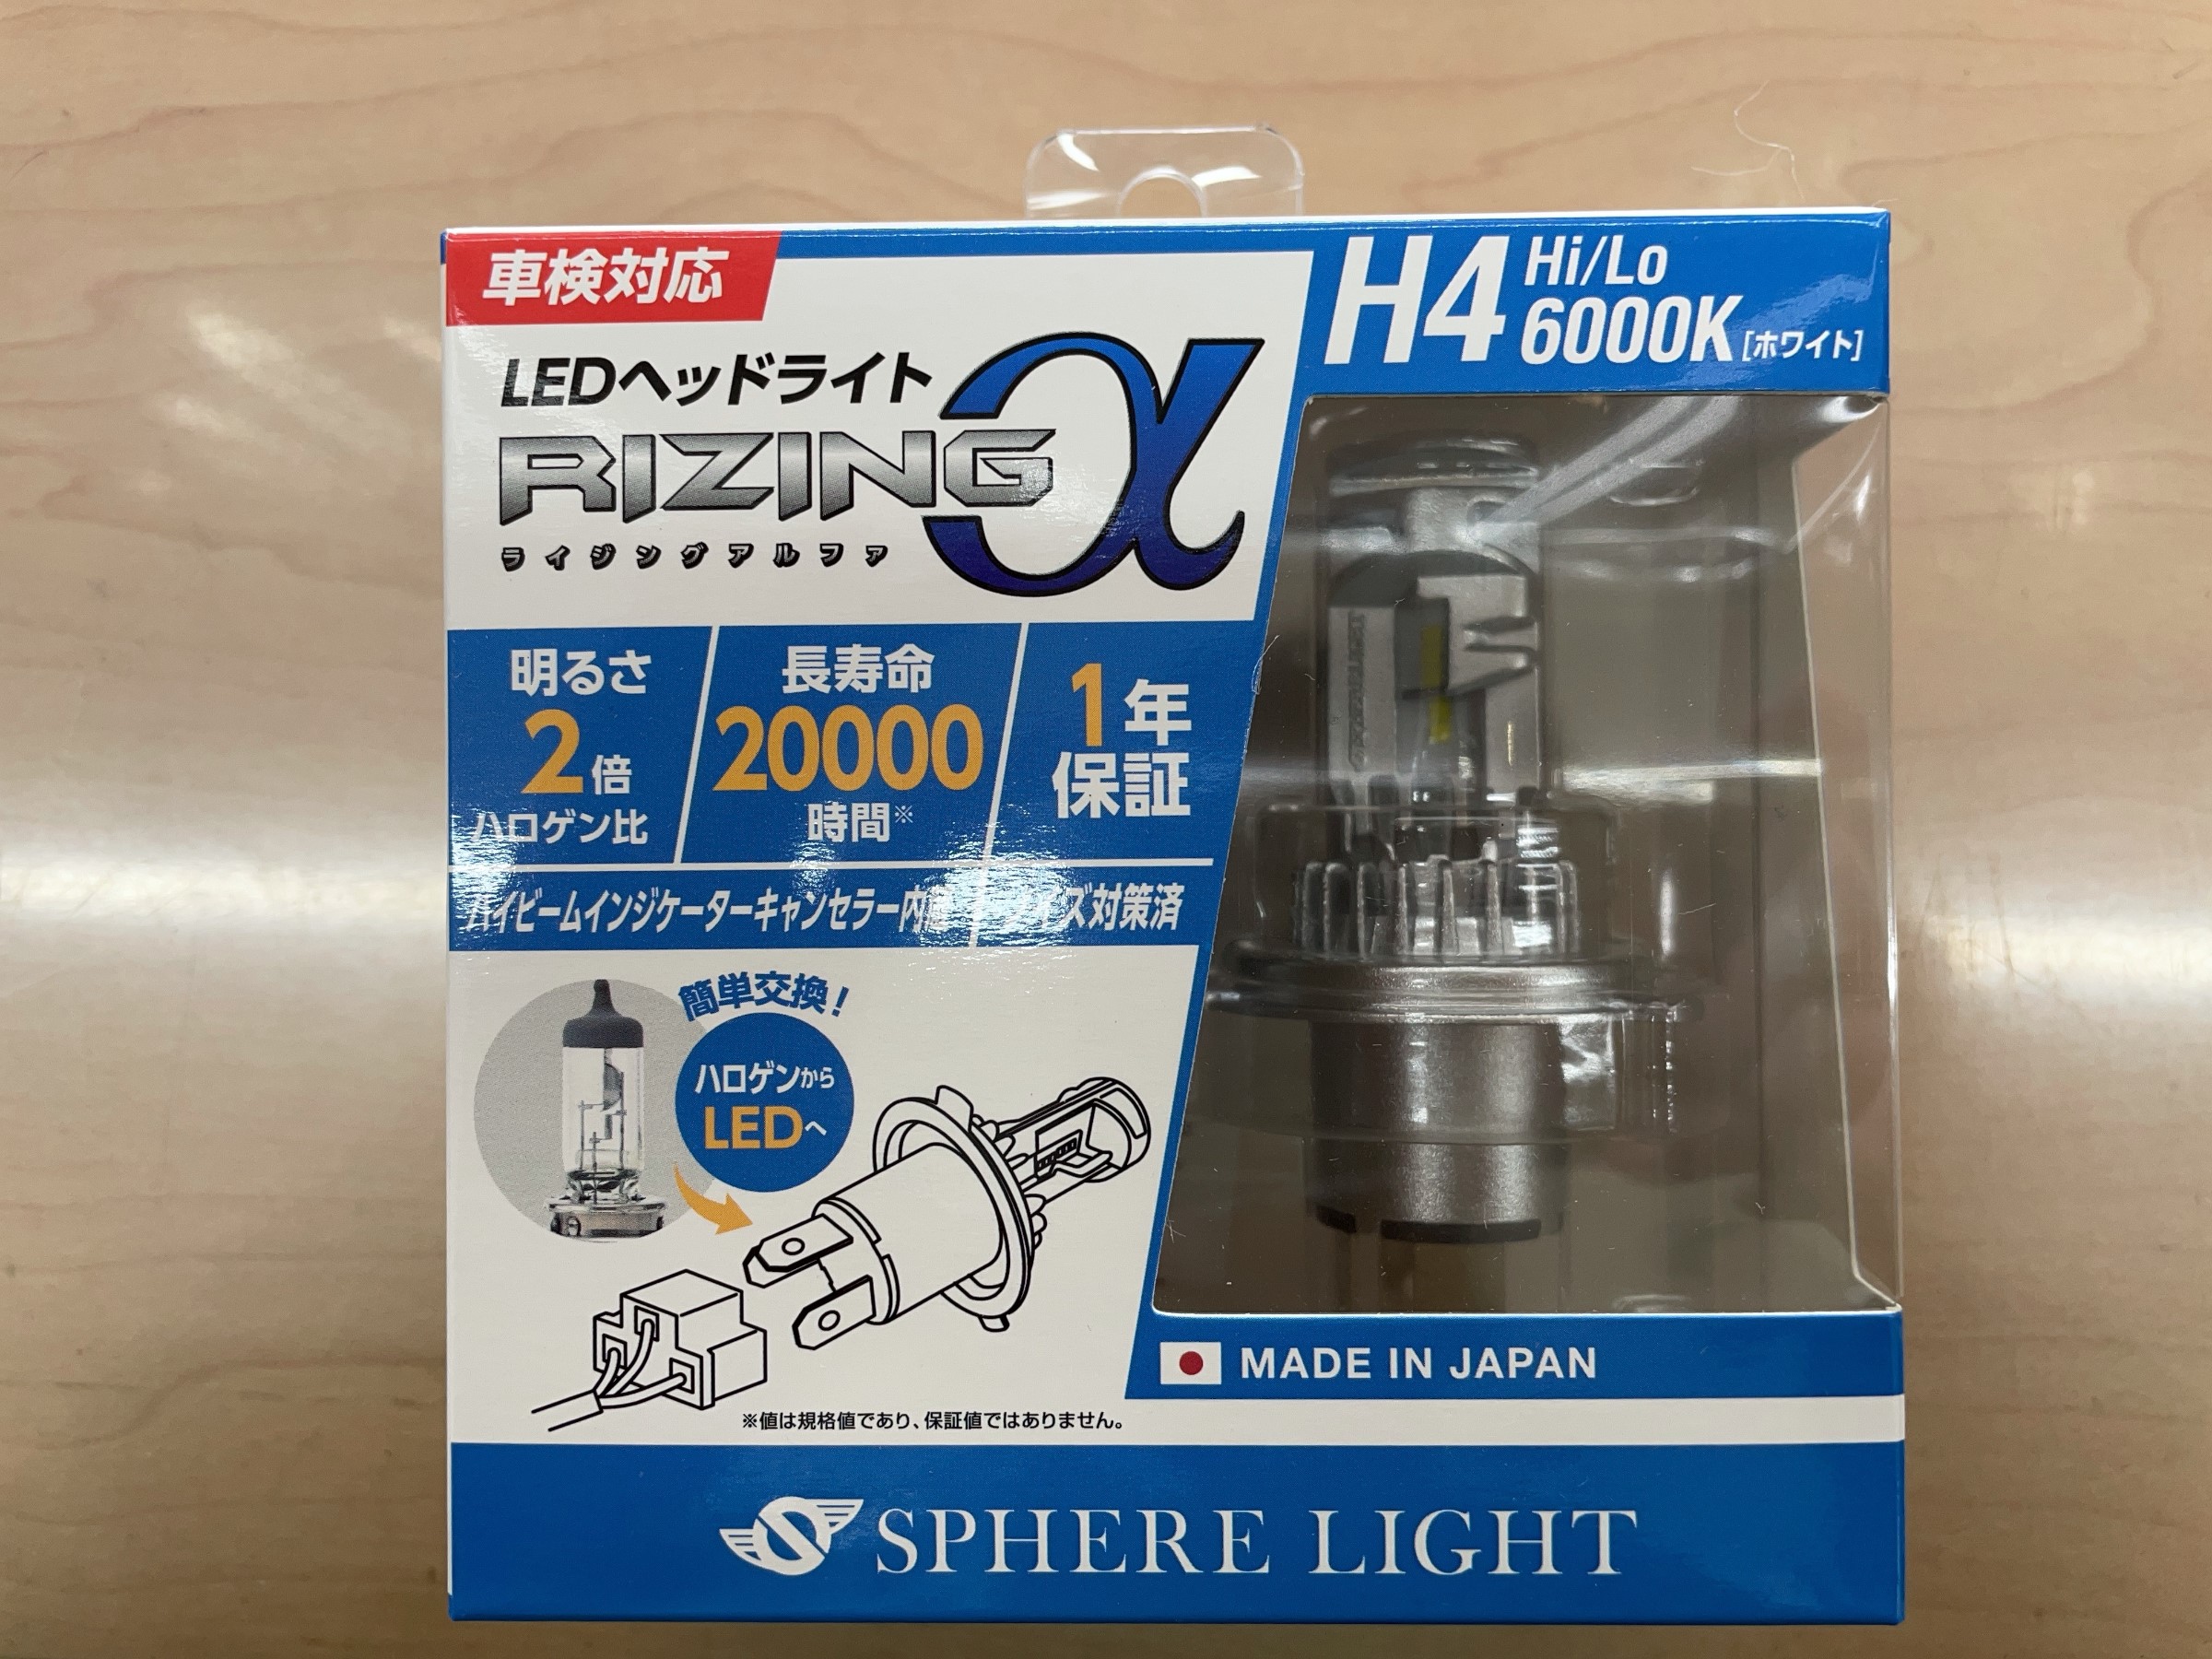 車検対応
H4 Hi/Lo
6000K [ホワイト]
LEDヘッドライト
RIZINGα
ライジングアルファ
明るさ
2倍
ハロゲン比
長寿命
20000
時間※
1年
保証
ハイビームインジケーターキャンセラー内蔵
ノイズ対策済
簡単交換!
ハロゲンから
LEDへ
MADE IN JAPAN
※値は規格値であり、保証値ではありません。
SPHERE LIGHT